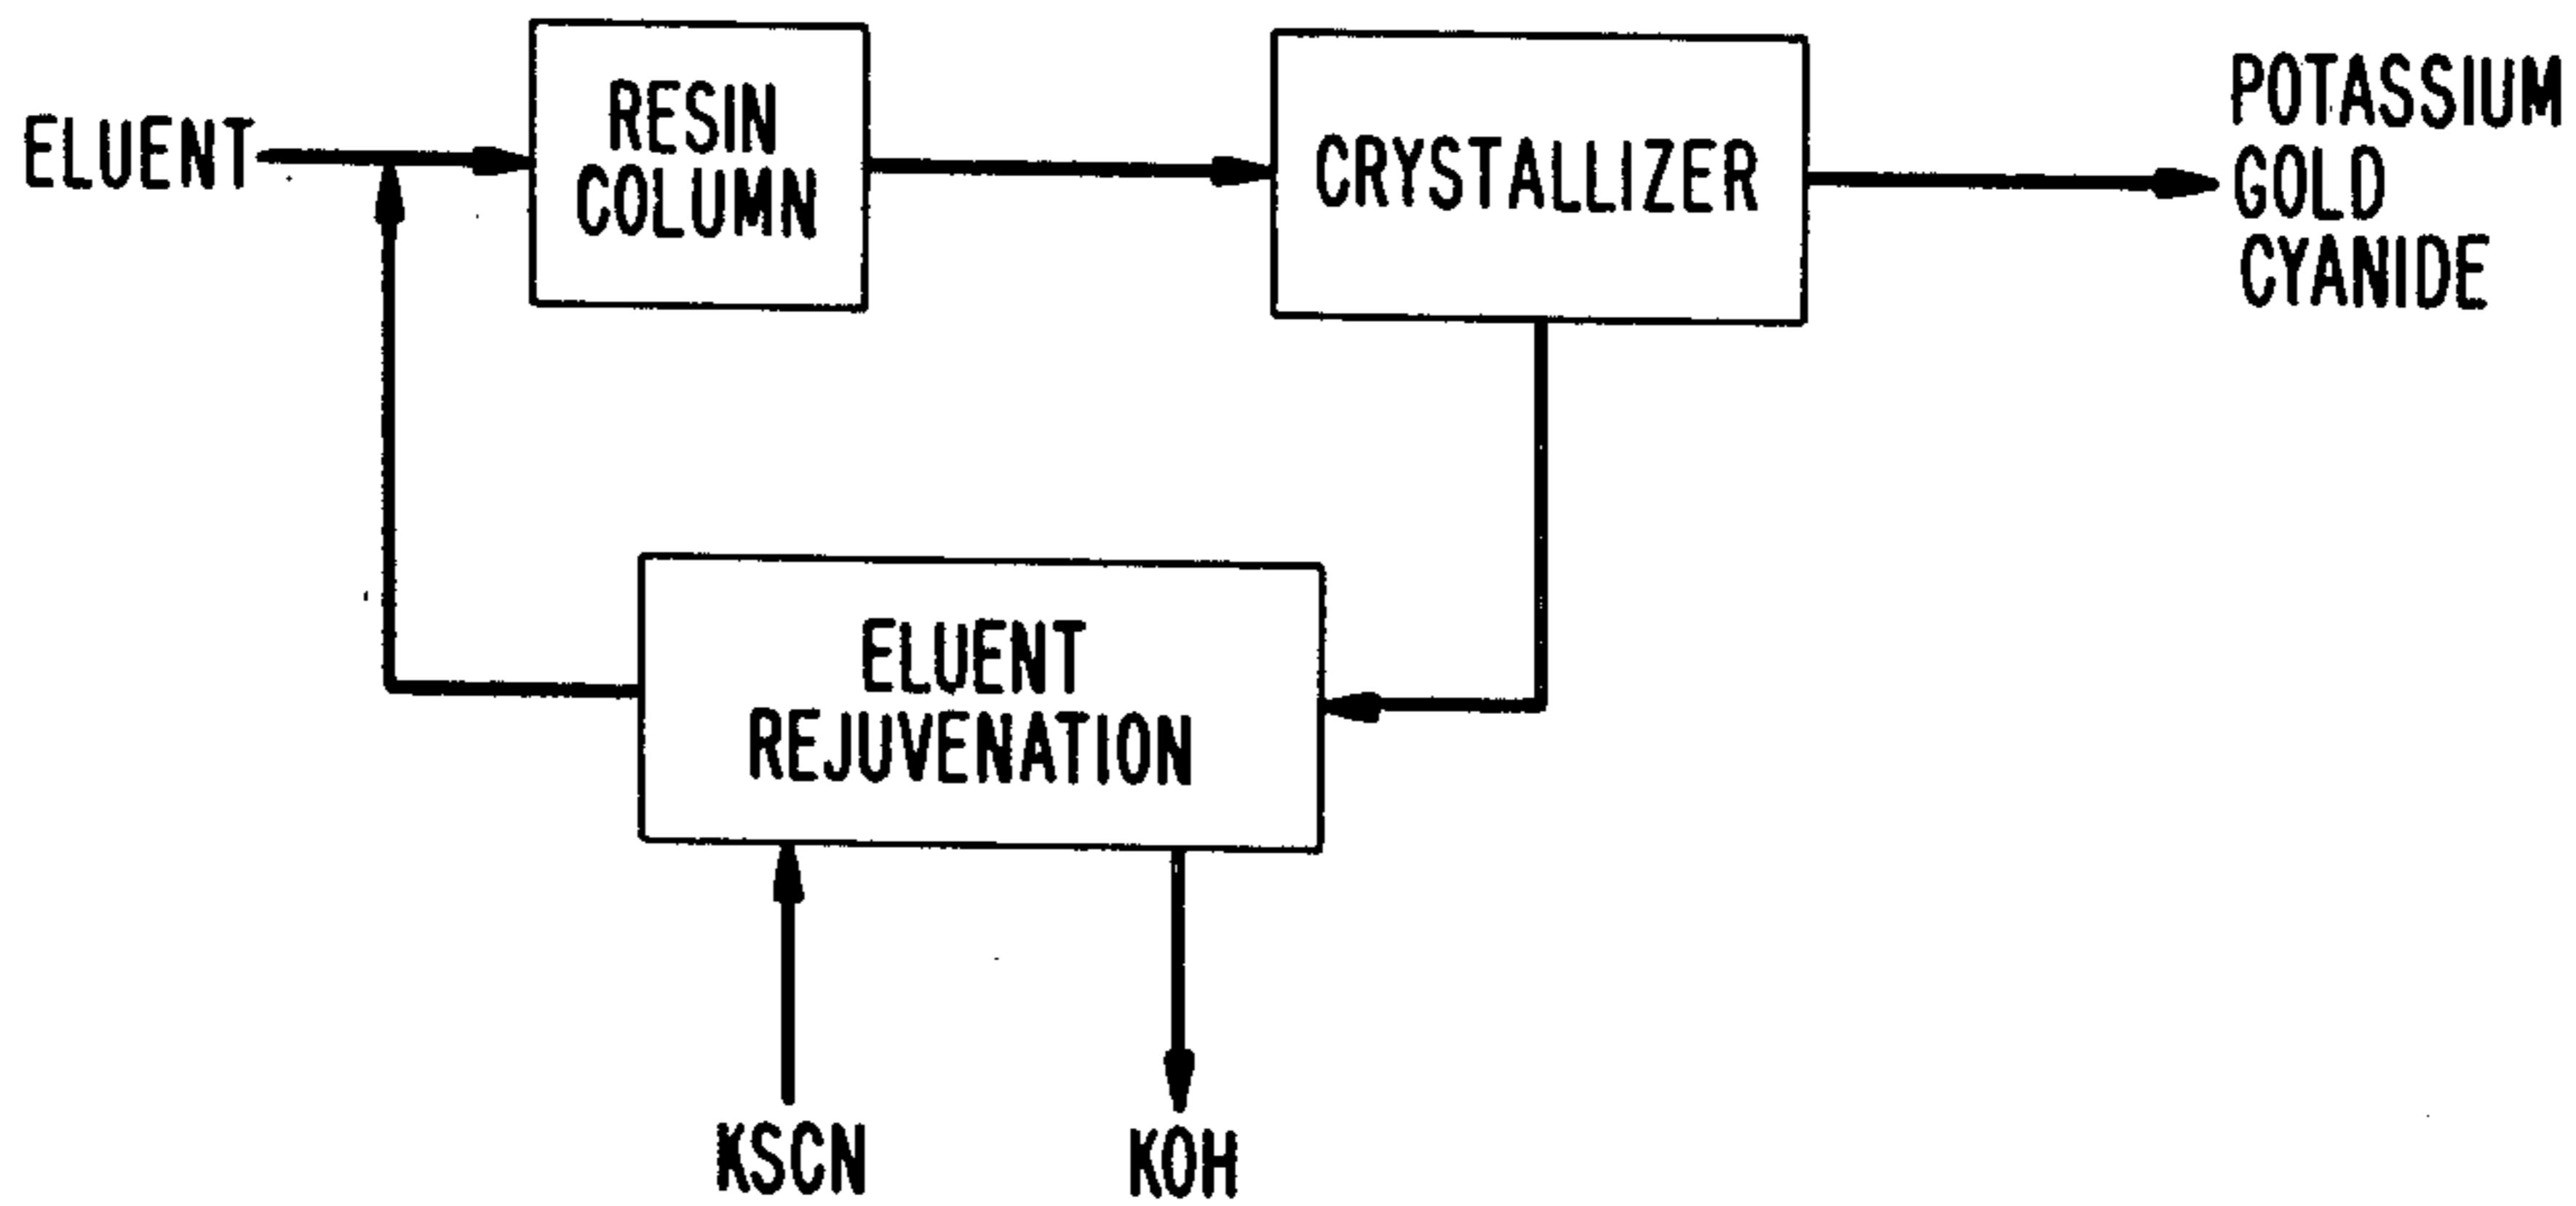 ELUENT
RESIN
COLUMN
CRYSTALLIZER
POTASSIUM
GOLD
CYANIDE
ELUENT
REJUVENATION
KSCN
KOH